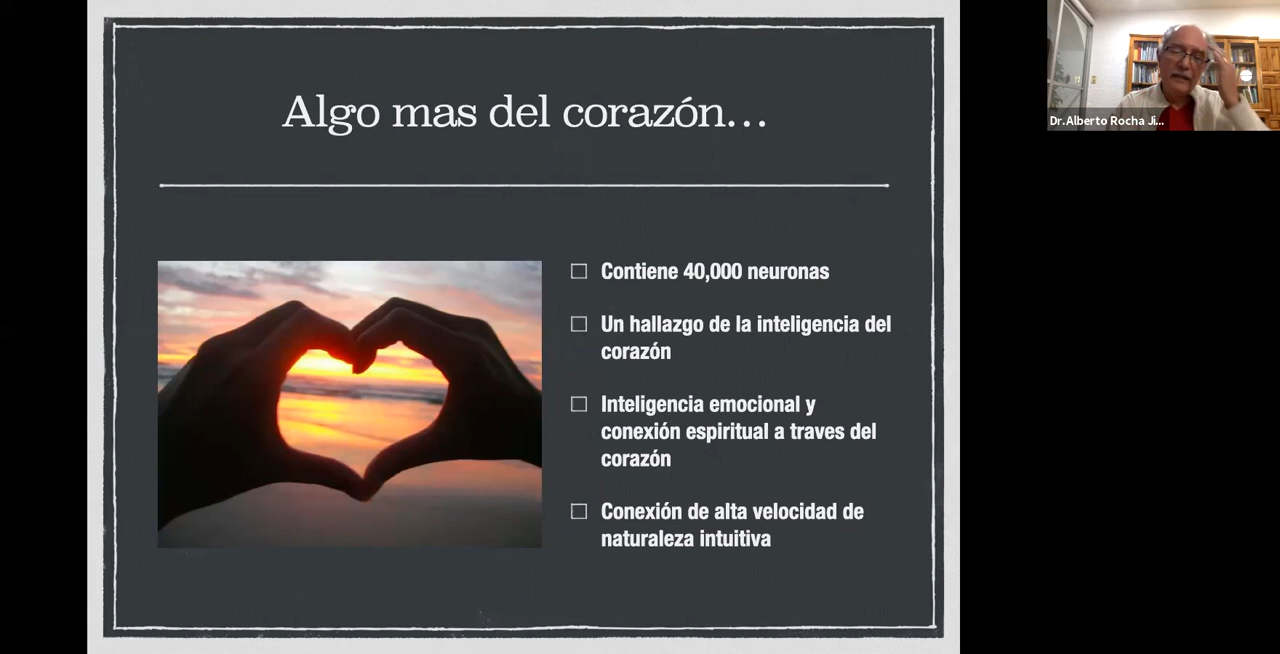 Algo mas del corazón...
Contiene 40,000 neuronas
Un hallazgo de la inteligencia del
corazón
Inteligencia emocional y
conexión espiritual a traves del
corazón
Conexión de alta velocidad de
naturaleza intuitiva
Dr.Alberto Rocha Ji...